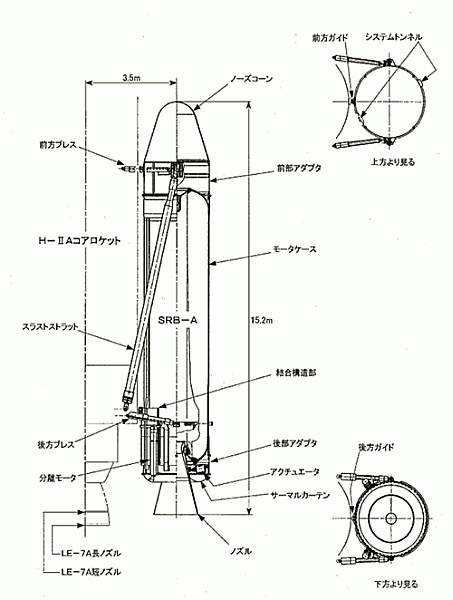 前方ガイド
システムトンネル
3.5m
ノーズコーン
前方ブレス
上方より見る
前部アダプタ
H－ⅡAコアロケット
モータケース
SRB－A
15.2m
スラストストラット
結合構造部
後方ブレス
後部アダプタ
後方ガイド
分離モータ
アクチュエータ
サーマルカーテン
ノズル
LE－7A長ノズル
LE－7A短ノズル
下方より見る